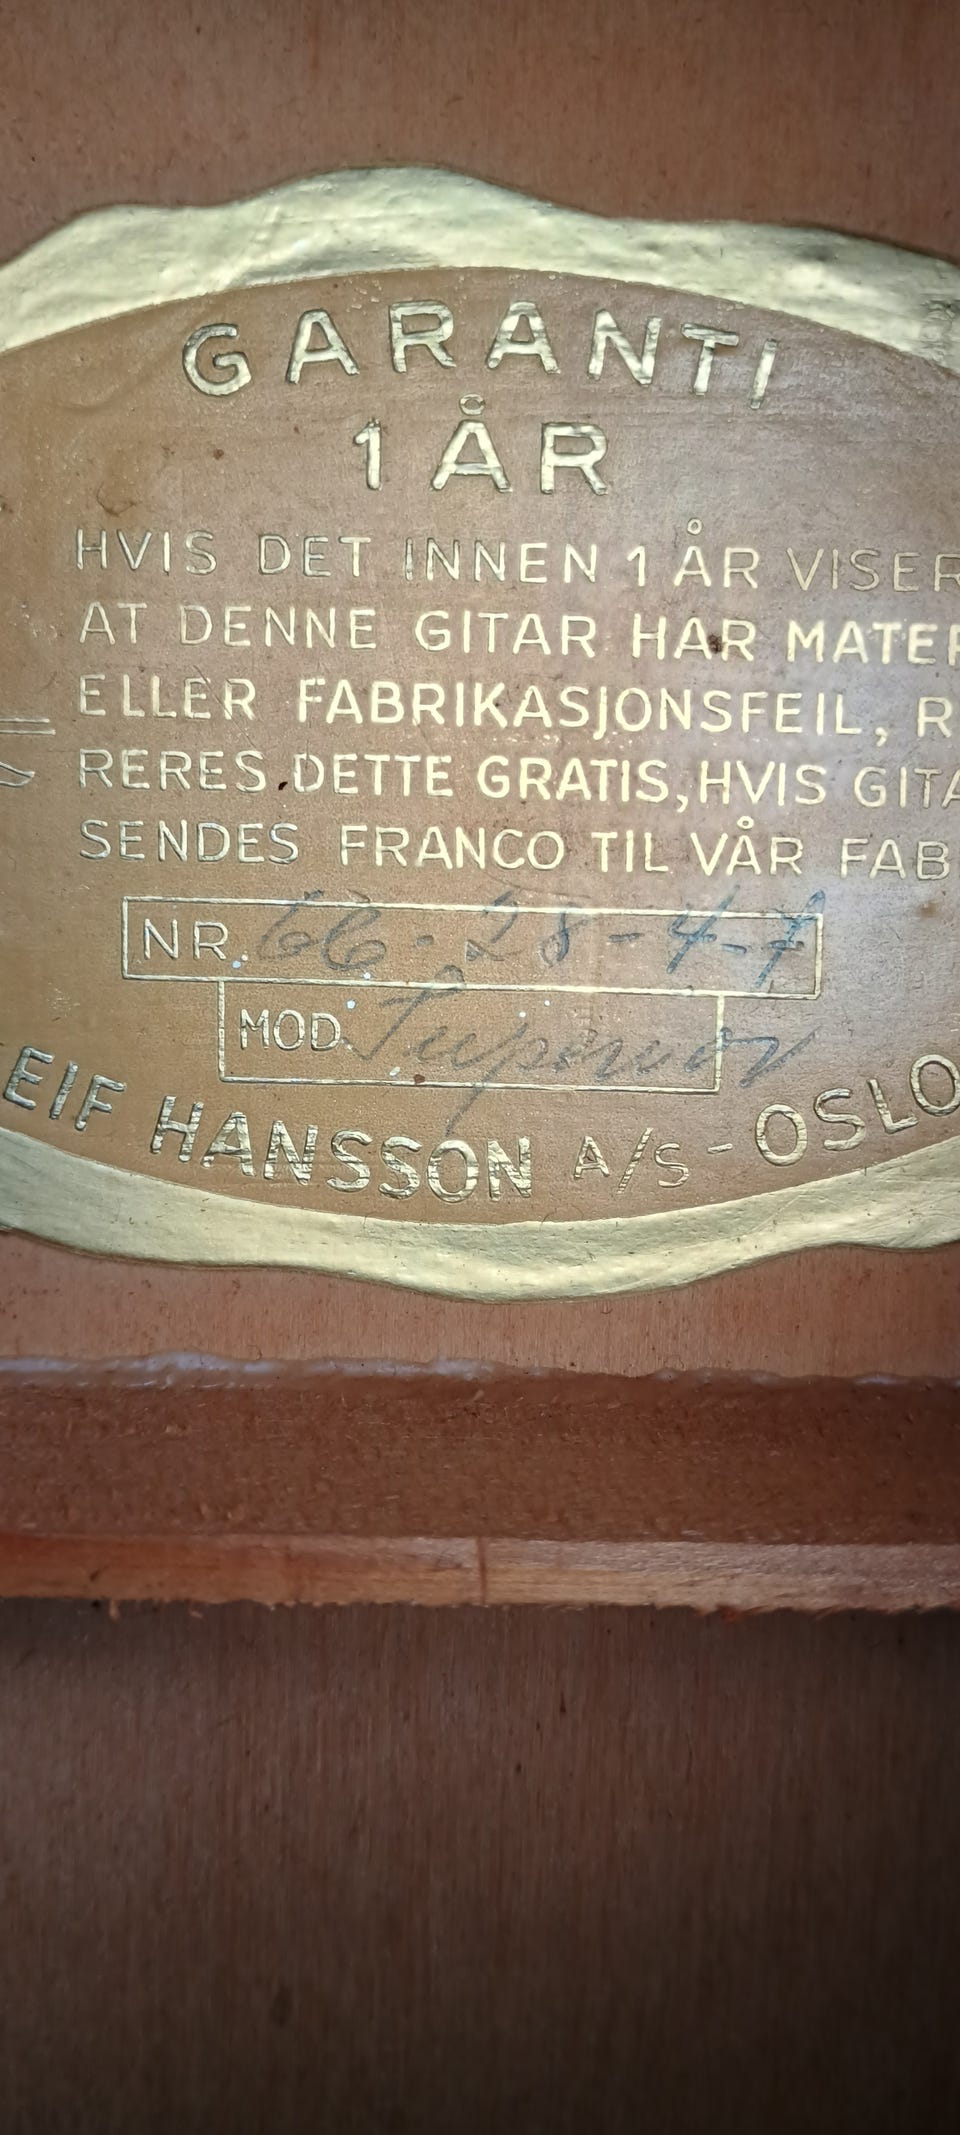 GARANTI
1 ÅR
HVIS DET INNEN 1 ÅR VISER
AT DENNE GITAR HAR MATER
ELLER FABRIKASJONSFEIL, R
RERES DETTE GRATIS, HVIS GITA
SENDES FRANCO TIL VÅR FAB
NR. 66-28-4-7
MOD. Superior
EIF HANSSON A/S - OSLO